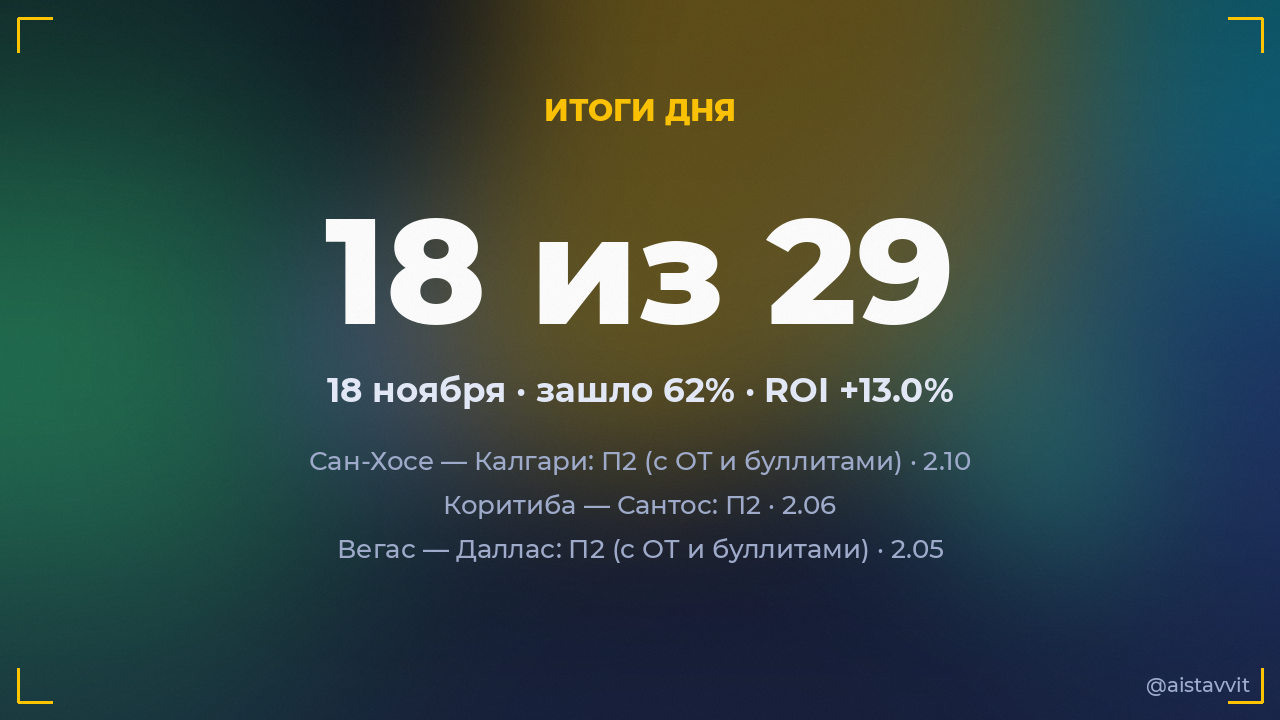 ИТОГИ ДНЯ
18 из 29
18 ноября · зашло 62% · ROI +13.0%
Сан-Хосе — Калгари: П2 (с ОТ и буллитами) · 2.10
Коритиба — Сантос: П2 · 2.06
Вегас — Даллас: П2 (с ОТ и буллитами) · 2.05
@aistavvit